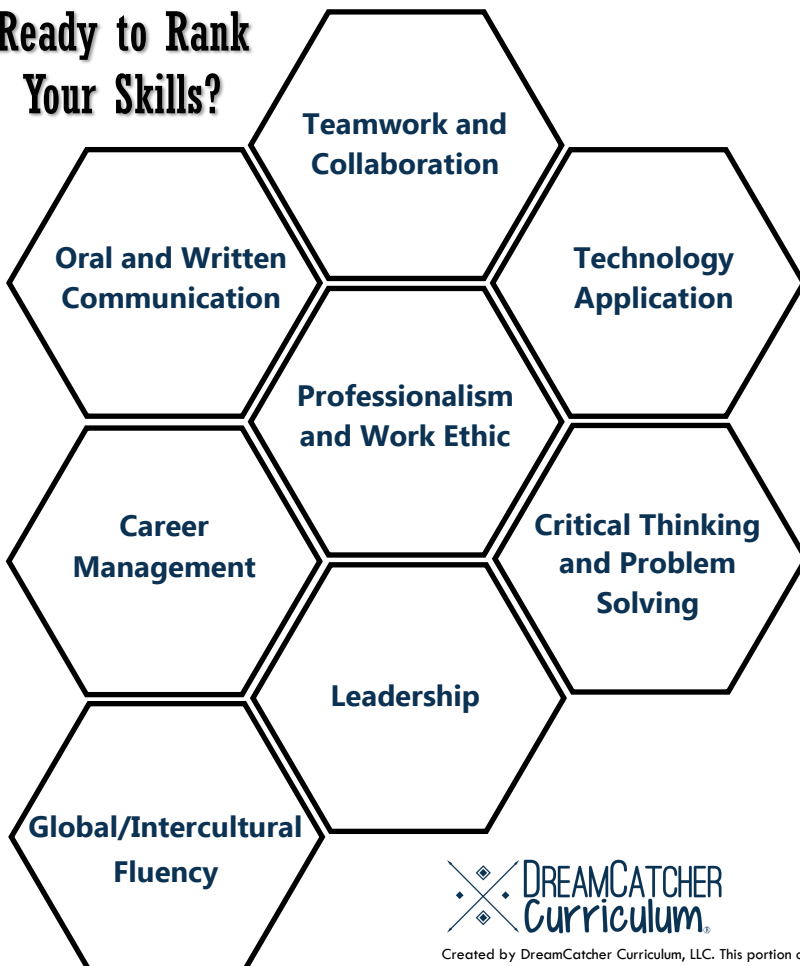 Ready to Rank
Your Skills?
Teamwork and
Collaboration
Oral and Written
Communication
Technology
Application
Professionalism
and Work Ethic
Career
Management
Critical Thinking
and Problem
Solving
Leadership
Global/Intercultural
Fluency
DREAMCATCHER
Curriculum®
Created by DreamCatcher Curriculum, LLC. This portion